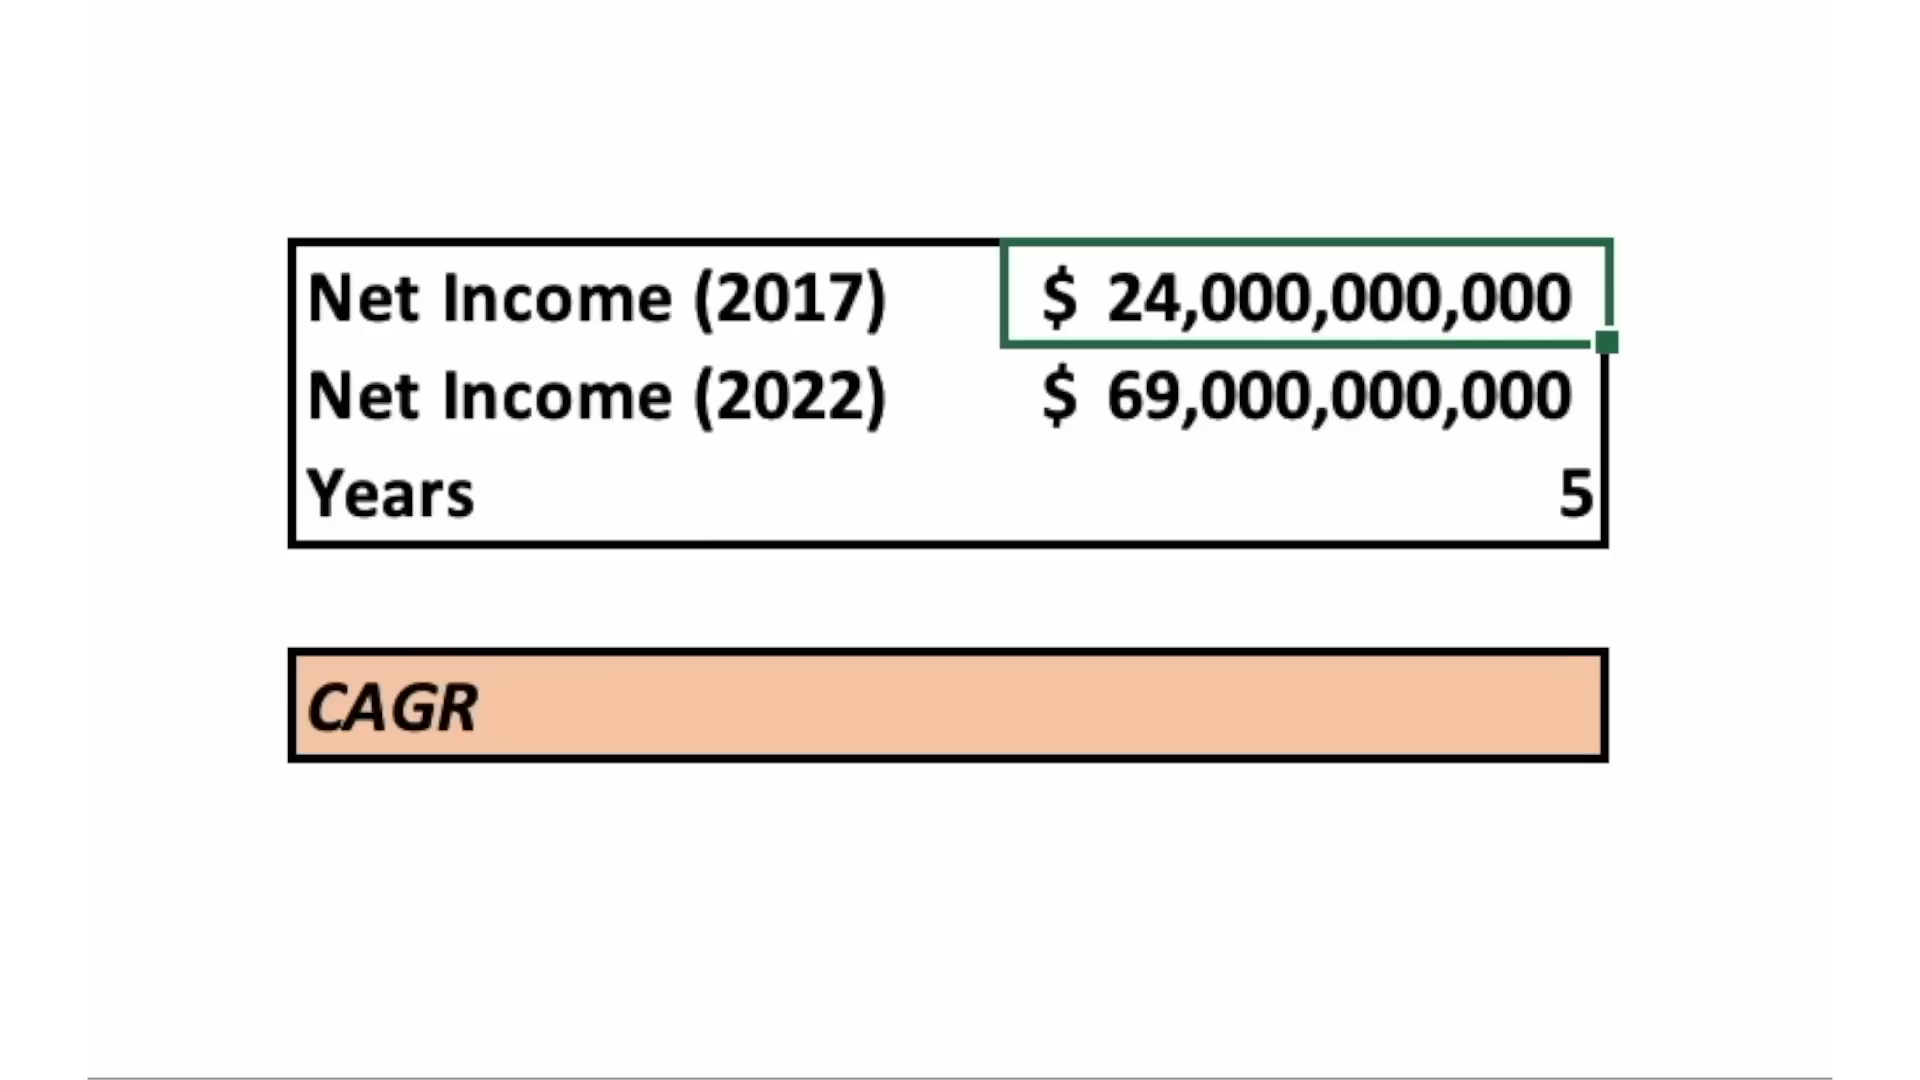 Net Income (2017) $ 24,000,000,000
Net Income (2022) $ 69,000,000,000
Years 5
CAGR